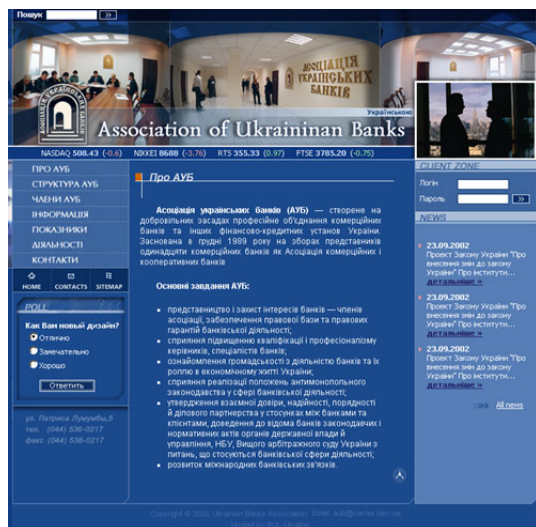 Пошук
АСОЦІАЦІЯ
УКРАЇНСЬКИХ
БАНКІВ
Українською
Association of Ukraininan Banks
NASDAQ 508.43 (-0.6) NIXKEI 8688 (-3.76) RTS 355.33 (0.97) FTSE 3785.20 (-0.75)
ПРО АУБ
СТРУКТУРА АУБ
ЧЛЕНИ АУБ
ІНФОРМАЦІЯ
ПОКАЗНИКИ
ДІЯЛЬНОСТІ
КОНТАКТИ
HOME CONTACTS SITEMAP
POLL
Как Вам новый дизайн?
Отлично
Замечательно
Хорошо
Ответить
ул. Патриса Лумумбы,5
тел. (044) 536-0217
факс (044) 536-0217
Про АУБ
Асоціація українських банків (АУБ) — створене на
добровільних засадах професійне об'єднання комерційних
банків та інших фінансово-кредитних установ України.
Заснована в грудні 1989 року на зборах представників
одинадцяти комерційних банків як Асоціація комерційних і
кооперативних банків
Основні завдання АУБ:
представництво і захист інтересів банків — членів
асоціації, забезпечення правової бази та правових
гарантій банківської діяльності;
сприяння підвищенню кваліфікації і професіоналізму
керівників, спеціалістів банків;
ознайомлення громадськості з діяльністю банків та їх
роллю в економічному житті України;
сприяння реалізації положень антимонопольного
законодавства у сфері банківської діяльності;
утвердження взаємної довіри, надійності, порядності
й ділового партнерства у стосунках між банками та
клієнтами, доведення до відома банків законодавчих і
нормативних актів органів державної влади й
управління, НБУ, Вищого арбітражного суду України з
питань, що стосуються банківської сфери діяльності;
розвиток міжнародних банківських зв'язків.
CLIENT ZONE
Логін
Пароль
NEWS
23.09.2002
Проект Закону України "Про
внесення змін до закону
України" Про інститути...
детальніше »
23.09.2002
Проект Закону України "Про
внесення змін до закону
України" Про інститути...
детальніше »
23.09.2002
Проект Закону України "Про
внесення змін до закону
України" Про інститути...
детальніше »
All news